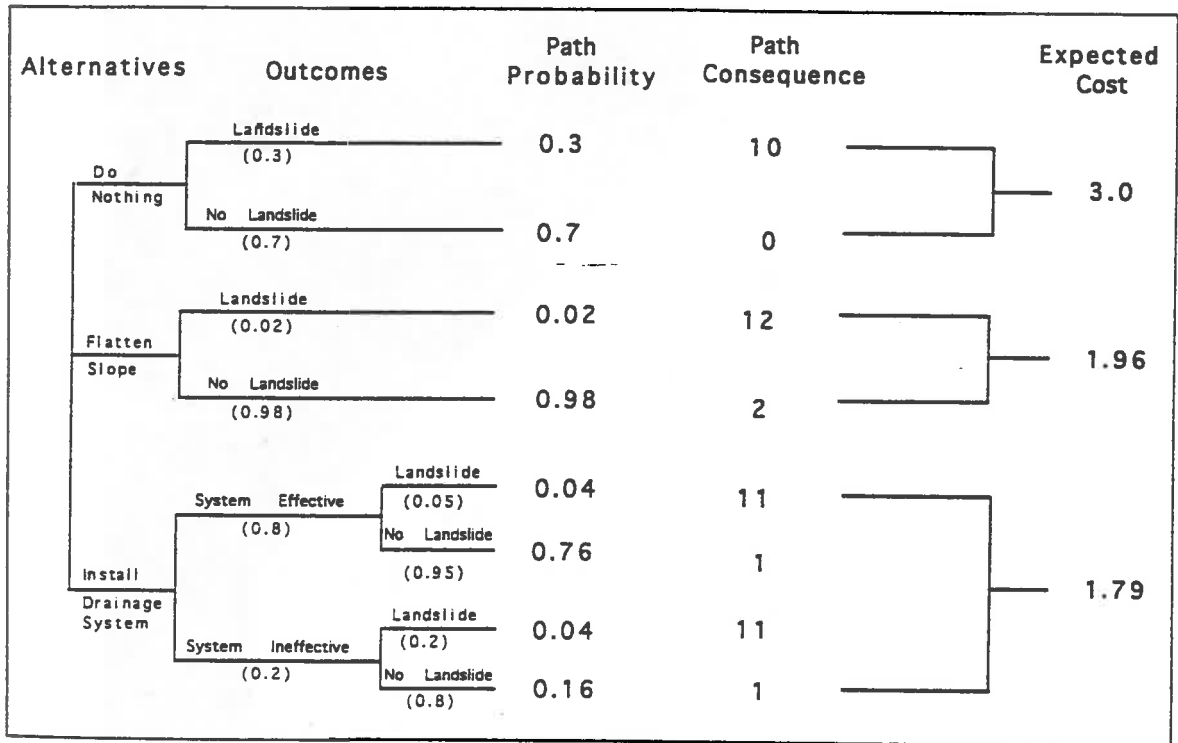 Alternatives
Outcomes
Path
Probability
Path
Consequence
Expected
Cost
Do
Nothing
Landslide
(0.3)
0.3
10
No Landslide
(0.7)
0.7
0
3.0
Flatten
Slope
Landslide
(0.02)
0.02
12
No Landslide
(0.98)
0.98
2
1.96
Install
Drainage
System
System Effective
(0.8)
Landslide
(0.05)
0.04
11
No Landslide
(0.95)
0.76
1
System Ineffective
(0.2)
Landslide
(0.2)
0.04
11
No Landslide
(0.8)
0.16
1
1.79